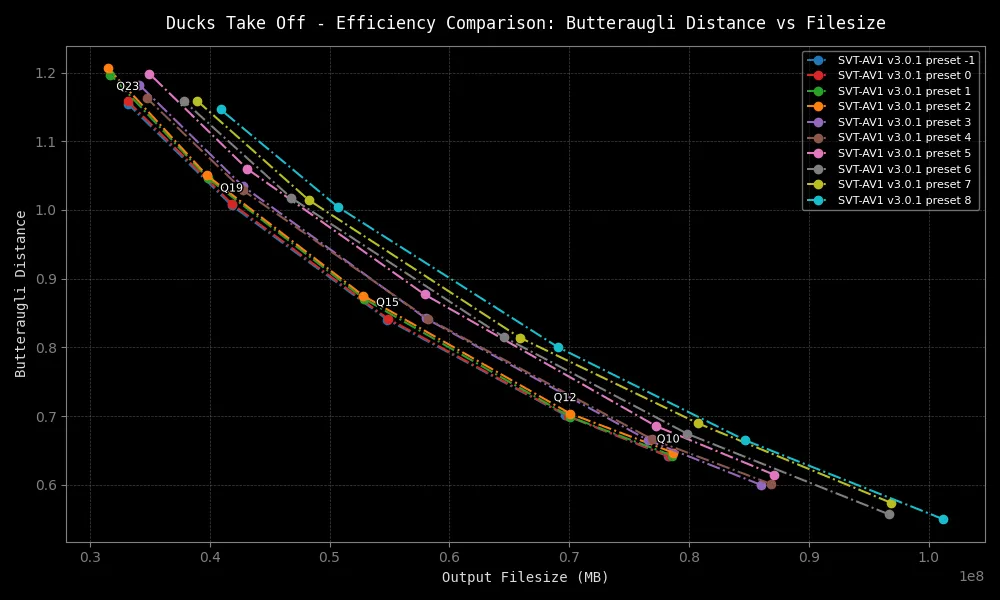 Ducks Take Off - Efficiency Comparison: Butteraugli Distance vs Filesize
SVT-AV1 v3.0.1 preset -1
SVT-AV1 v3.0.1 preset 0
SVT-AV1 v3.0.1 preset 1
SVT-AV1 v3.0.1 preset 2
SVT-AV1 v3.0.1 preset 3
SVT-AV1 v3.0.1 preset 4
SVT-AV1 v3.0.1 preset 5
SVT-AV1 v3.0.1 preset 6
SVT-AV1 v3.0.1 preset 7
SVT-AV1 v3.0.1 preset 8
Butteraugli Distance
1.2
1.1
1.0
0.9
0.8
0.7
0.6
Q23
Q19
Q15
Q12
Q10
0.3
0.4
0.5
0.6
0.7
0.8
0.9
1.0
1e8
Output Filesize (MB)